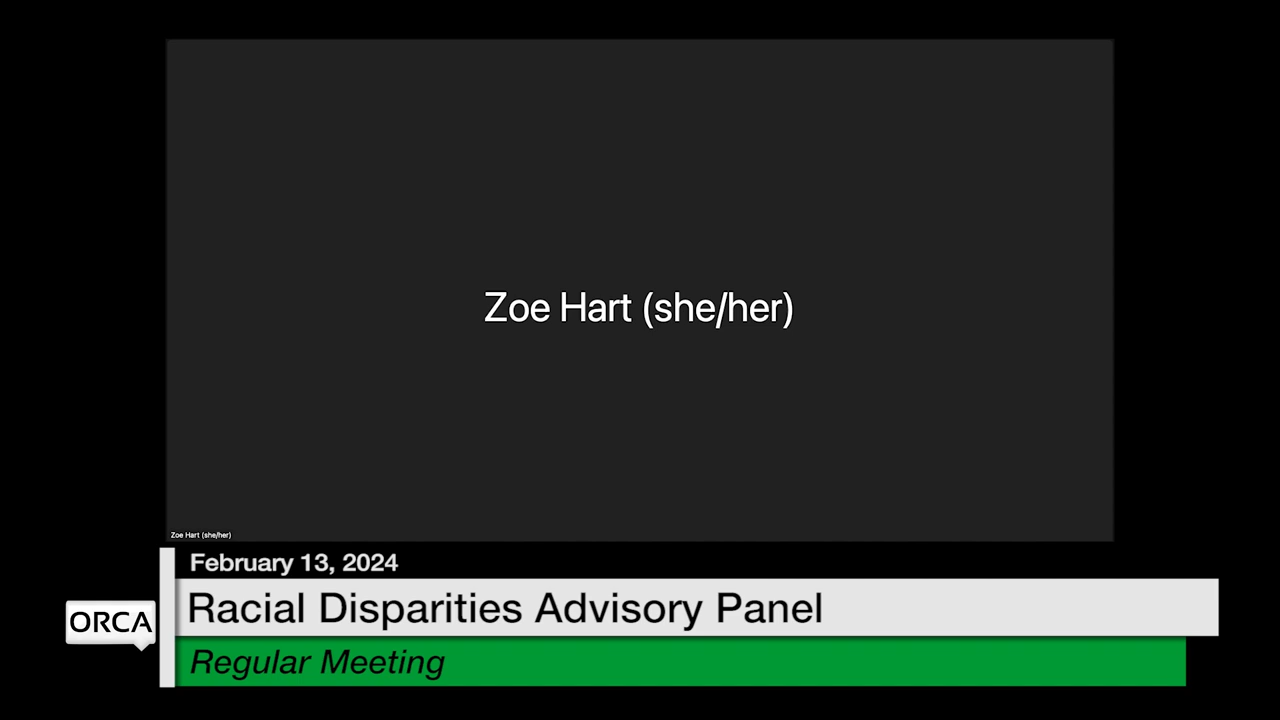 Zoe Hart (she/her)
Zoe Hart (she/her)
February 13, 2024
Racial Disparities Advisory Panel
ORCA
Regular Meeting